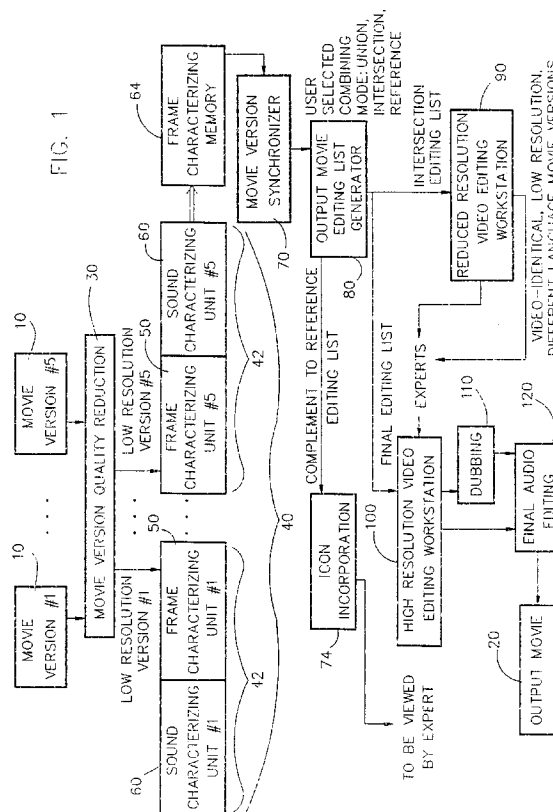 FIG. 1
10
MOVIE
VERSION #1
. . . .
10
MOVIE
VERSION #5
30
MOVIE VERSION QUALITY REDUCTION
LOW RESOLUTION
VERSION #1
LOW RESOLUTION
VERSION #5
60
SOUND
CHARACTERIZING
UNIT #1
50
FRAME
CHARACTERIZING
UNIT #1
. . . .
50
FRAME
CHARACTERIZING
UNIT #5
60
SOUND
CHARACTERIZING
UNIT #5
64
FRAME
CHARACTERIZING
MEMORY
42
42
40
70
MOVIE VERSION
SYNCHRONIZER
COMPLEMENT TO REFERENCE
EDITING LIST
80
OUTPUT MOVIE
EDITING LIST
GENERATOR
USER
SELECTED
COMBINING
MODE: UNION,
INTERSECTION,
REFERENCE
74
ICON
INCORPORATION
FINAL EDITING LIST
INTERSECTION
EDITING LIST
TO BE VIEWED
BY EXPERT
100
HIGH RESOLUTION VIDEO
EDITING WORKSTATION
EXPERTS
90
REDUCED RESOLUTION
VIDEO EDITING
WORKSTATION
110
DUBBING
VIDEO-IDENTICAL, LOW RESOLUTION,
DIFFERENT LANGUAGE MOVIE VERSIONS
20
OUTPUT MOVIE
FINAL AUDIO
EDITING
120